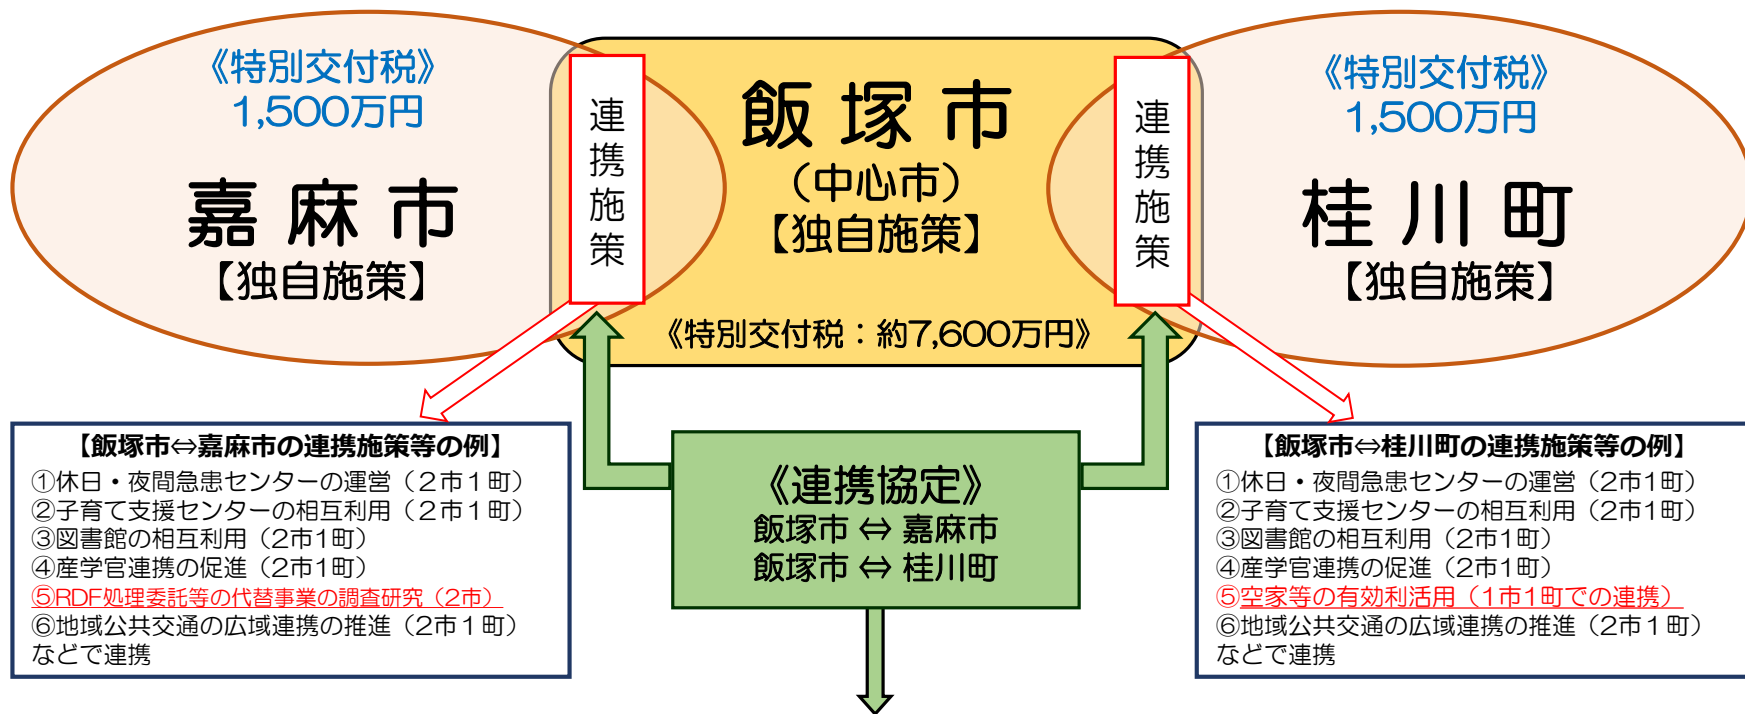 《特別交付税》
1,500万円
嘉麻市
【独自施策】
連携施策
飯塚市
（中心市）
【独自施策】
《特別交付税：約7,600万円》
連携施策
《特別交付税》
1,500万円
桂川町
【独自施策】
【飯塚市⇔嘉麻市の連携施策等の例】
①休日・夜間急患センターの運営（２市１町）
②子育て支援センターの相互利用（２市１町）
③図書館の相互利用（2市1町）
④産学官連携の促進（2市1町）
⑤RDF処理委託等の代替事業の調査研究（2市）
⑥地域公共交通の広域連携の推進（2市１町）
などで連携
《連携協定》
飯塚市 ⇔ 嘉麻市
飯塚市 ⇔ 桂川町
【飯塚市⇔桂川町の連携施策等の例】
①休日・夜間急患センターの運営（2市1町）
②子育て支援センターの相互利用（2市1町）
③図書館の相互利用（2市1町）
④産学官連携の促進（2市1町）
⑤空家等の有効利活用（1市1町での連携）
⑥地域公共交通の広域連携の推進（2市１町）
などで連携